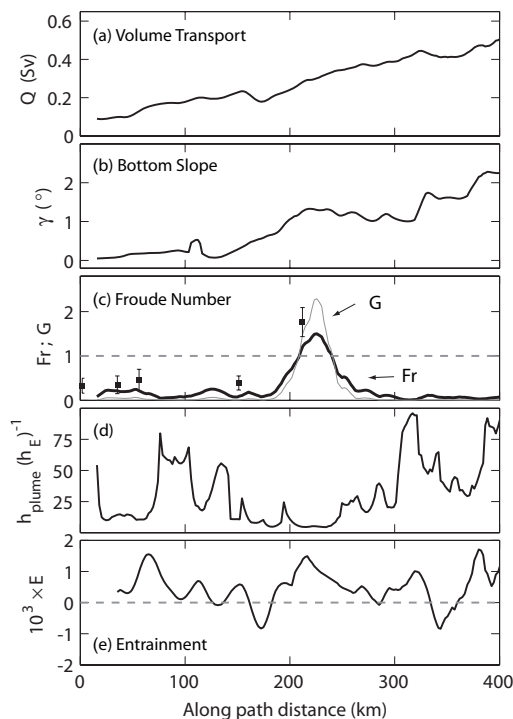 (a) Volume Transport
Q (Sv)
0.6
0.4
0.2
0
(b) Bottom Slope
γ (°)
2
1
0
(c) Froude Number
Fr ; G
2
1
0
G
Fr
(d)
h_plume (h_E)^-1
75
50
25
10^3 × E
2
1
0
-1
-2
(e) Entrainment
0 100 200 300 400
Along path distance (km)